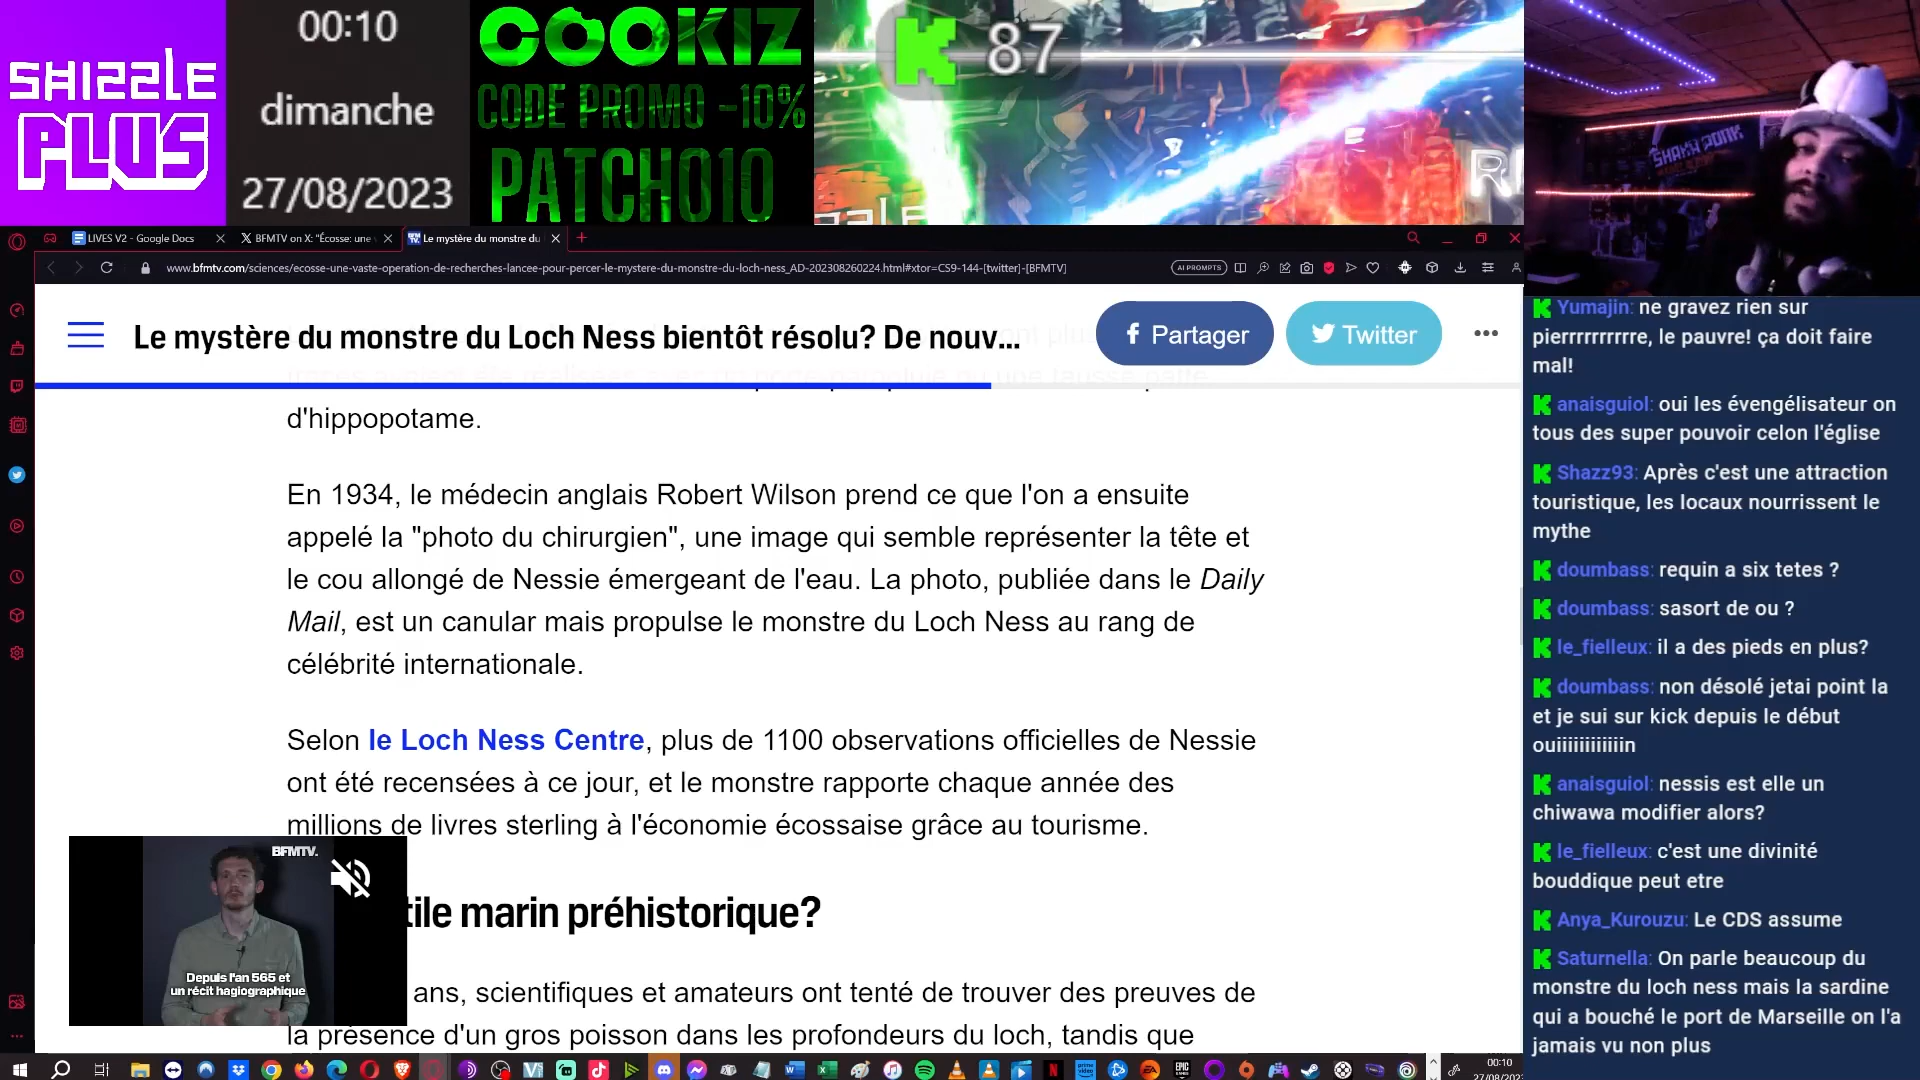 SHIZZLE
PLUS
00:10
dimanche
27/08/2023
COOKIZ
CODE PROMO -10%
PATCH010
87
LIVES V2 - Google Docs
BFMTV on X: "Écosse: une v
Le mystère du monstre du
www.bfmtv.com/sciences/ecosse-une-vaste-operation-de-recherches-lancee-pour-percer-le-mystere-du-monstre-du-loch-ness_AD-202308260224.html#xtor=CS9-144-[twitter]-[BFMTV]
AI PROMPTS
Le mystère du monstre du Loch Ness bientôt résolu? De nouv...
Partager
Twitter
d'hippopotame.
En 1934, le médecin anglais Robert Wilson prend ce que l'on a ensuite
appelé la "photo du chirurgien", une image qui semble représenter la tête et
le cou allongé de Nessie émergeant de l'eau. La photo, publiée dans le Daily
Mail, est un canular mais propulse le monstre du Loch Ness au rang de
célébrité internationale.
Selon le Loch Ness Centre, plus de 1100 observations officielles de Nessie
ont été recensées à ce jour, et le monstre rapporte chaque année des
millions de livres sterling à l'économie écossaise grâce au tourisme.
tile marin préhistorique?
ans, scientifiques et amateurs ont tenté de trouver des preuves de
la présence d'un gros poisson dans les profondeurs du loch, tandis que
BFMTV.
Depuis l'an 565 et
un récit hagiographique
SHAKA PONK
Yumajin: ne gravez rien sur
pierrrrrrrrrre, le pauvre! ça doit faire
mal!
anaisguiol: oui les évengélisateur on
tous des super pouvoir celon l'église
Shazz93: Après c'est une attraction
touristique, les locaux nourrissent le
mythe
doumbass: requin a six tetes ?
doumbass: sasort de ou ?
le_fielleux: il a des pieds en plus?
doumbass: non désolé jetai point la
et je sui sur kick depuis le début
ouiiiiiiiiiiin
anaisguiol: nessis est elle un
chiwawa modifier alors?
le_fielleux: c'est une divinité
bouddique peut etre
Anya_Kurouzu: Le CDS assume
Saturnella: On parle beaucoup du
monstre du loch ness mais la sardine
qui a bouché le port de Marseille on l'a
jamais vu non plus
00:10
27/08/2023